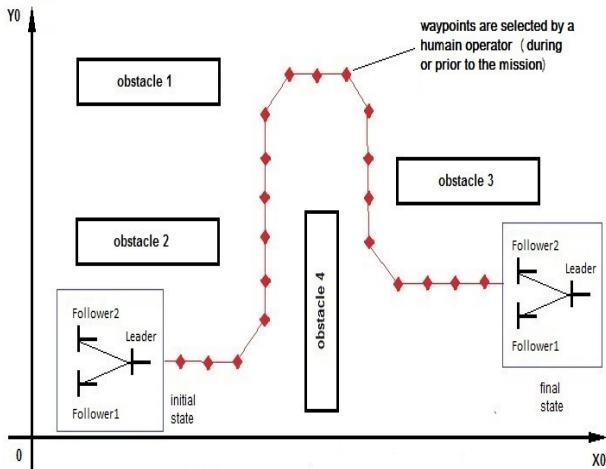 Y0
waypoints are selected by a
humain operator ( during
or prior to the mission)
obstacle 1
obstacle 3
obstacle 2
obstacle 4
Follower2
Leader
Follower1
initial
state
Follower2
Leader
Follower1
final
state
0
X0